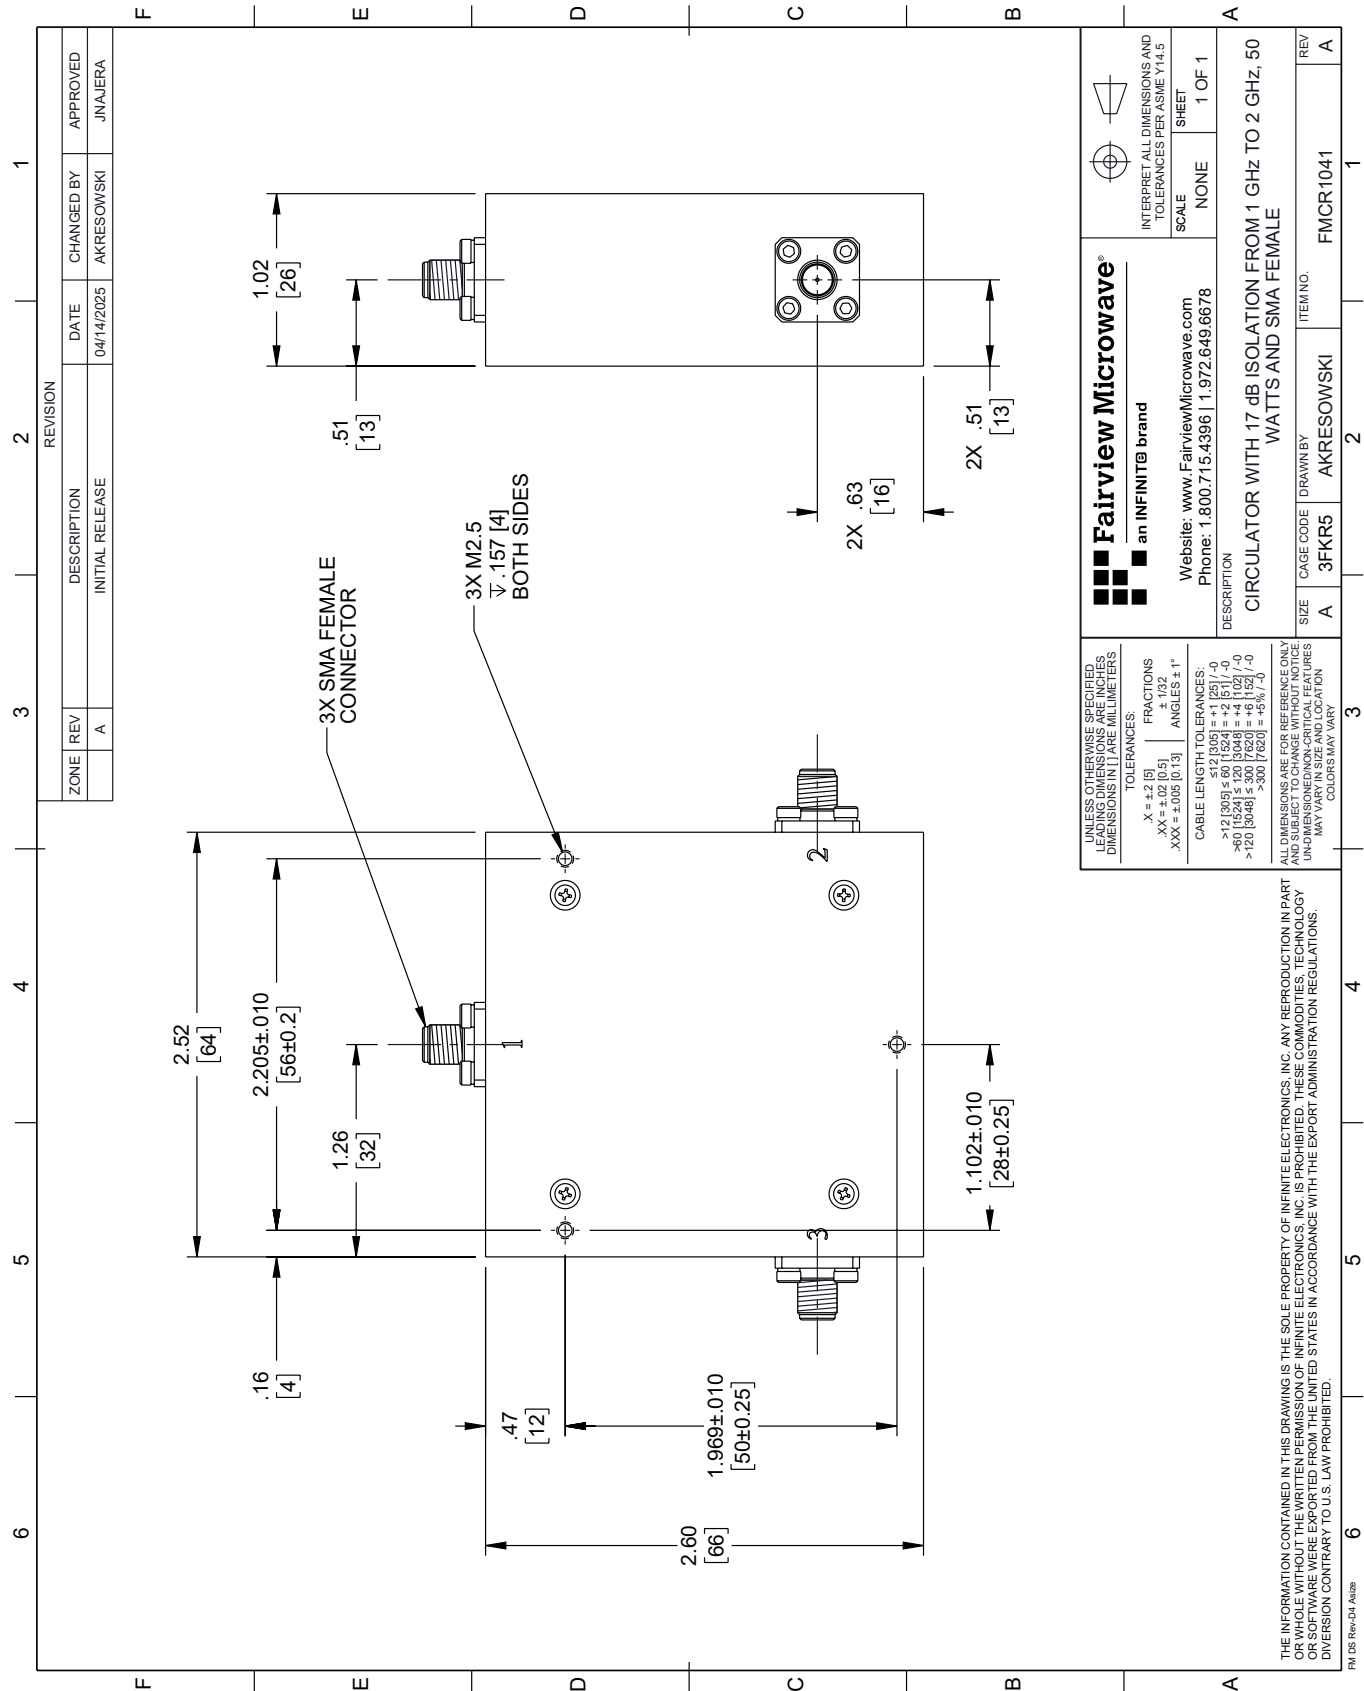 6
5
4
3
2
1
REVISION
ZONE REV DESCRIPTION DATE CHANGED BY APPROVED
A INITIAL RELEASE 04/14/2025 AKRESOWSKI JNAJERA
F
F
E
E
D
D
C
C
B
B
A
A
2.52
[64]
2.205±.010
[56±0.2]
.16
[4]
1.26
[32]
3X SMA FEMALE
CONNECTOR
.51
[13]
1.02
[26]
1
3X M2.5
↧ .157 [4]
BOTH SIDES
.47
[12]
1.969±.010
[50±0.25]
2.60
[66]
3
2
1.102±.010
[28±0.25]
2X .63
[16]
2X .51
[13]
UNLESS OTHERWISE SPECIFIED
LEADING DIMENSIONS ARE INCHES
DIMENSIONS IN [ ] ARE MILLIMETERS
TOLERANCES:
.X = ±.2 [5]
.XX = ±.02 [0.5]
.XXX = ±.005 [0.13]
FRACTIONS
± 1/32
ANGLES ± 1°
CABLE LENGTH TOLERANCES:
≤12 [305] = +1 [25] / -0
>12 [305] ≤ 60 [1524] = +2 [51] / -0
>60 [1524] ≤ 120 [3048] = +4 [102] / -0
>120 [3048] ≤ 300 [7620] = +6 [152] / -0
>300 [7620] = +5% / -0
ALL DIMENSIONS ARE FOR REFERENCE ONLY
AND SUBJECT TO CHANGE WITHOUT NOTICE.
UN-DIMENSIONED/NON-CRITICAL FEATURES
MAY VARY IN SIZE AND LOCATION
COLORS MAY VARY
Fairview Microwave®
an INFINIT@ brand
Website: www.FairviewMicrowave.com
Phone: 1.800.715.4396 | 1.972.649.6678
INTERPRET ALL DIMENSIONS AND
TOLERANCES PER ASME Y14.5
SCALE
NONE
SHEET
1 OF 1
DESCRIPTION
CIRCULATOR WITH 17 dB ISOLATION FROM 1 GHz TO 2 GHz, 50
WATTS AND SMA FEMALE
SIZE
A
CAGE CODE
3FKR5
DRAWN BY
AKRESOWSKI
ITEM NO.
FMCR1041
REV
A
THE INFORMATION CONTAINED IN THIS DRAWING IS THE SOLE PROPERTY OF INFINITE ELECTRONICS, INC. ANY REPRODUCTION IN PART
OR WHOLE WITHOUT THE WRITTEN PERMISSION OF INFINITE ELECTRONICS, INC. IS PROHIBITED. THESE COMMODITIES, TECHNOLOGY
OR SOFTWARE WERE EXPORTED FROM THE UNITED STATES IN ACCORDANCE WITH THE EXPORT ADMINISTRATION REGULATIONS.
DIVERSION CONTRARY TO U.S. LAW PROHIBITED.
6
5
4
3
2
1
FM DS Rev-D4 Asize